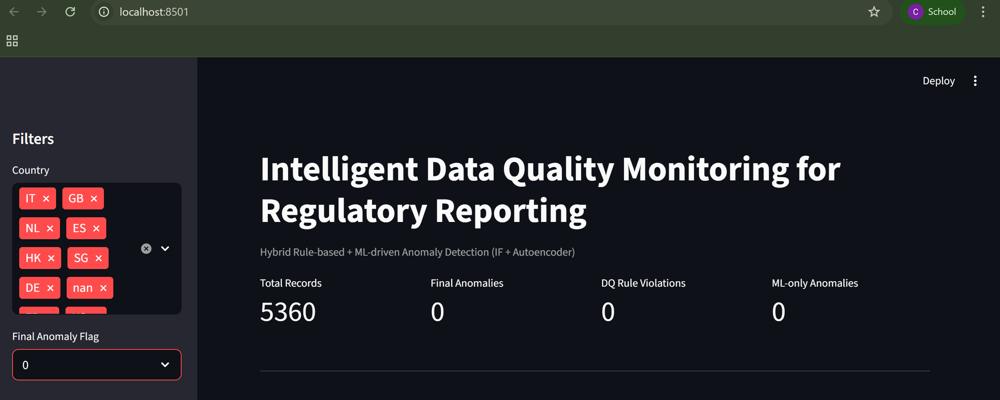 localhost:8501
C School
Deploy
Filters
Country
IT GB
NL ES
HK SG
DE nan
Final Anomaly Flag
0
Intelligent Data Quality Monitoring for
Regulatory Reporting
Hybrid Rule-based + ML-driven Anomaly Detection (IF + Autoencoder)
Total Records Final Anomalies DQ Rule Violations ML-only Anomalies
5360 0 0 0